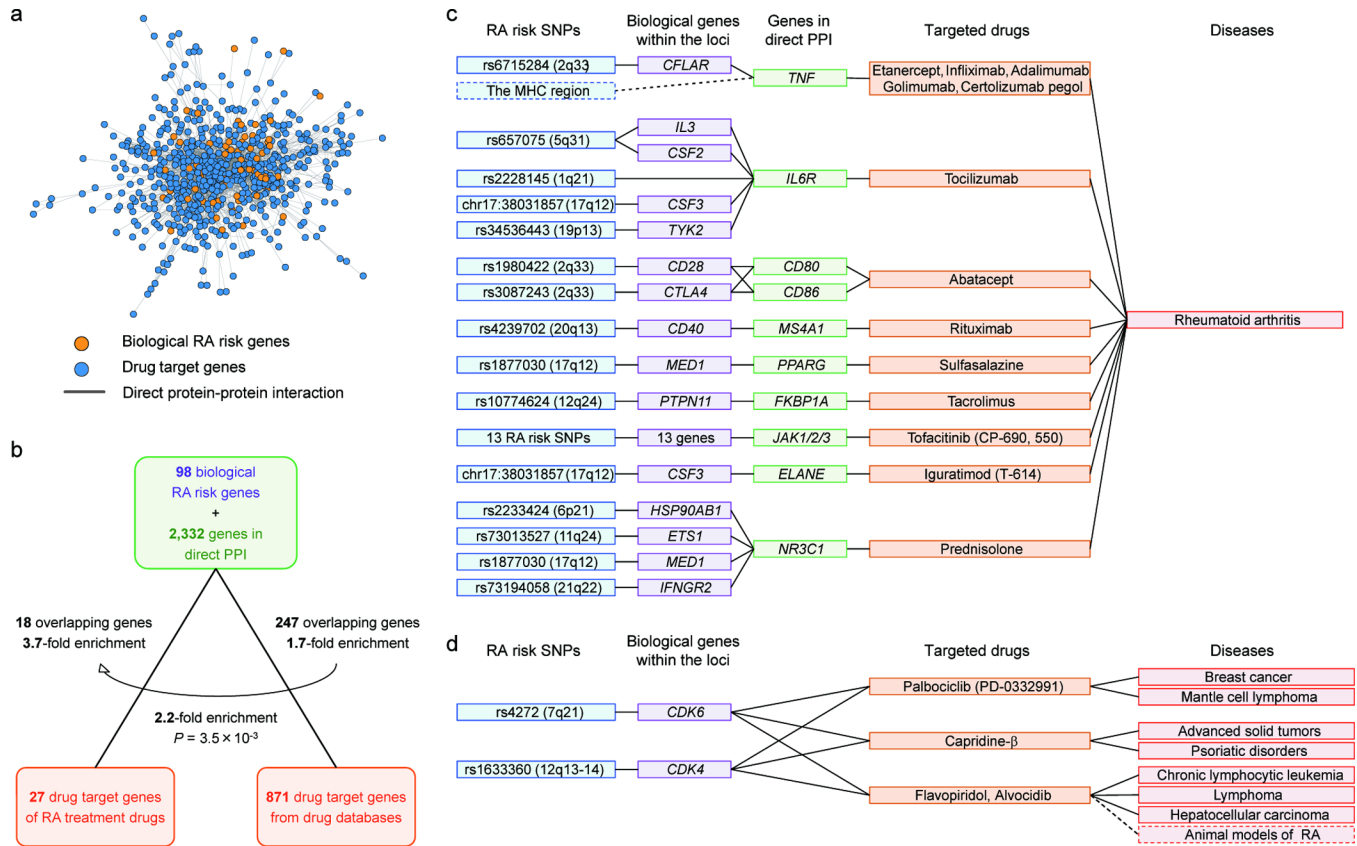 a
Biological RA risk genes
Drug target genes
Direct protein-protein interaction
b
98 biological
RA risk genes
+
2,332 genes in
direct PPI
18 overlapping genes
3.7-fold enrichment
247 overlapping genes
1.7-fold enrichment
2.2-fold enrichment
P = 3.5 × 10-3
27 drug target genes
of RA treatment drugs
871 drug target genes
from drug databases
c
RA risk SNPs
Biological genes
within the loci
Genes in
direct PPI
Targeted drugs
Diseases
rs6715284 (2q33)
CFLAR
TNF
Etanercept, Infliximab, Adalimumab
Golimumab, Certolizumab pegol
The MHC region
rs657075 (5q31)
IL3
CSF2
rs2228145 (1q21)
IL6R
Tocilizumab
chr17:38031857 (17q12)
CSF3
rs34536443 (19p13)
TYK2
rs1980422 (2q33)
CD28
CD80
Abatacept
rs3087243 (2q33)
CTLA4
CD86
Rheumatoid arthritis
rs4239702 (20q13)
CD40
MS4A1
Rituximab
rs1877030 (17q12)
MED1
PPARG
Sulfasalazine
rs10774624 (12q24)
PTPN11
FKBP1A
Tacrolimus
13 RA risk SNPs
13 genes
JAK1/2/3
Tofacitinib (CP-690, 550)
chr17:38031857 (17q12)
CSF3
ELANE
Iguratimod (T-614)
rs2233424 (6p21)
HSP90AB1
rs73013527 (11q24)
ETS1
NR3C1
Prednisolone
rs1877030 (17q12)
MED1
rs73194058 (21q22)
IFNGR2
d
RA risk SNPs
Biological genes
within the loci
Targeted drugs
Diseases
rs4272 (7q21)
CDK6
rs1633360 (12q13-14)
CDK4
Palbociclib (PD-0332991)
Breast cancer
Mantle cell lymphoma
Capridine-β
Advanced solid tumors
Psoriatic disorders
Flavopiridol, Alvocidib
Chronic lymphocytic leukemia
Lymphoma
Hepatocellular carcinoma
Animal models of RA